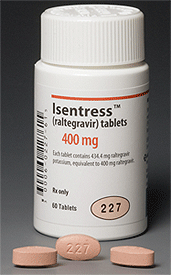 Isentress™
(raltegravir) tablets
400 mg
Each tablet contains 434.4 mg raltegravir
potassium, equivalent to 400 mg raltegravir.
Rx only
60 Tablets
227
227